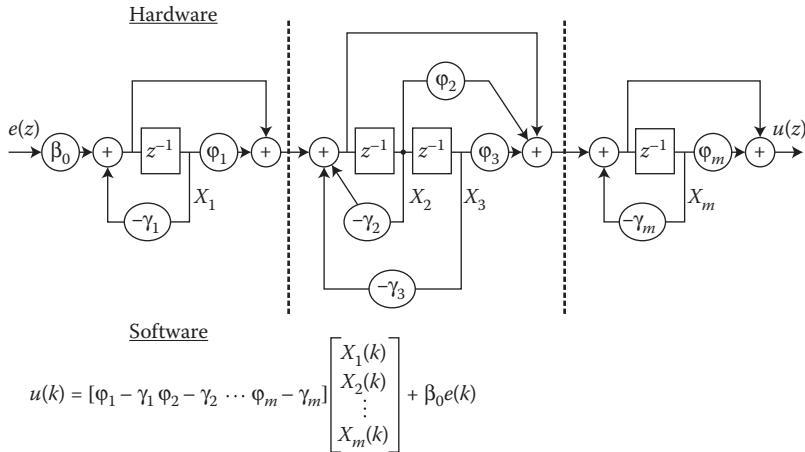 Hardware
e(z) β₀ + z⁻¹ φ₁ + −γ₁ X₁
+ z⁻¹ z⁻¹ φ₂ φ₃ + −γ₂ X₂ X₃ −γ₃
+ z⁻¹ φₘ + u(z) −γₘ Xₘ
Software
u(k) = [φ₁ − γ₁ φ₂ − γ₂ ⋯ φₘ − γₘ] [X₁(k) X₂(k) ⋮ Xₘ(k)] + β₀e(k)